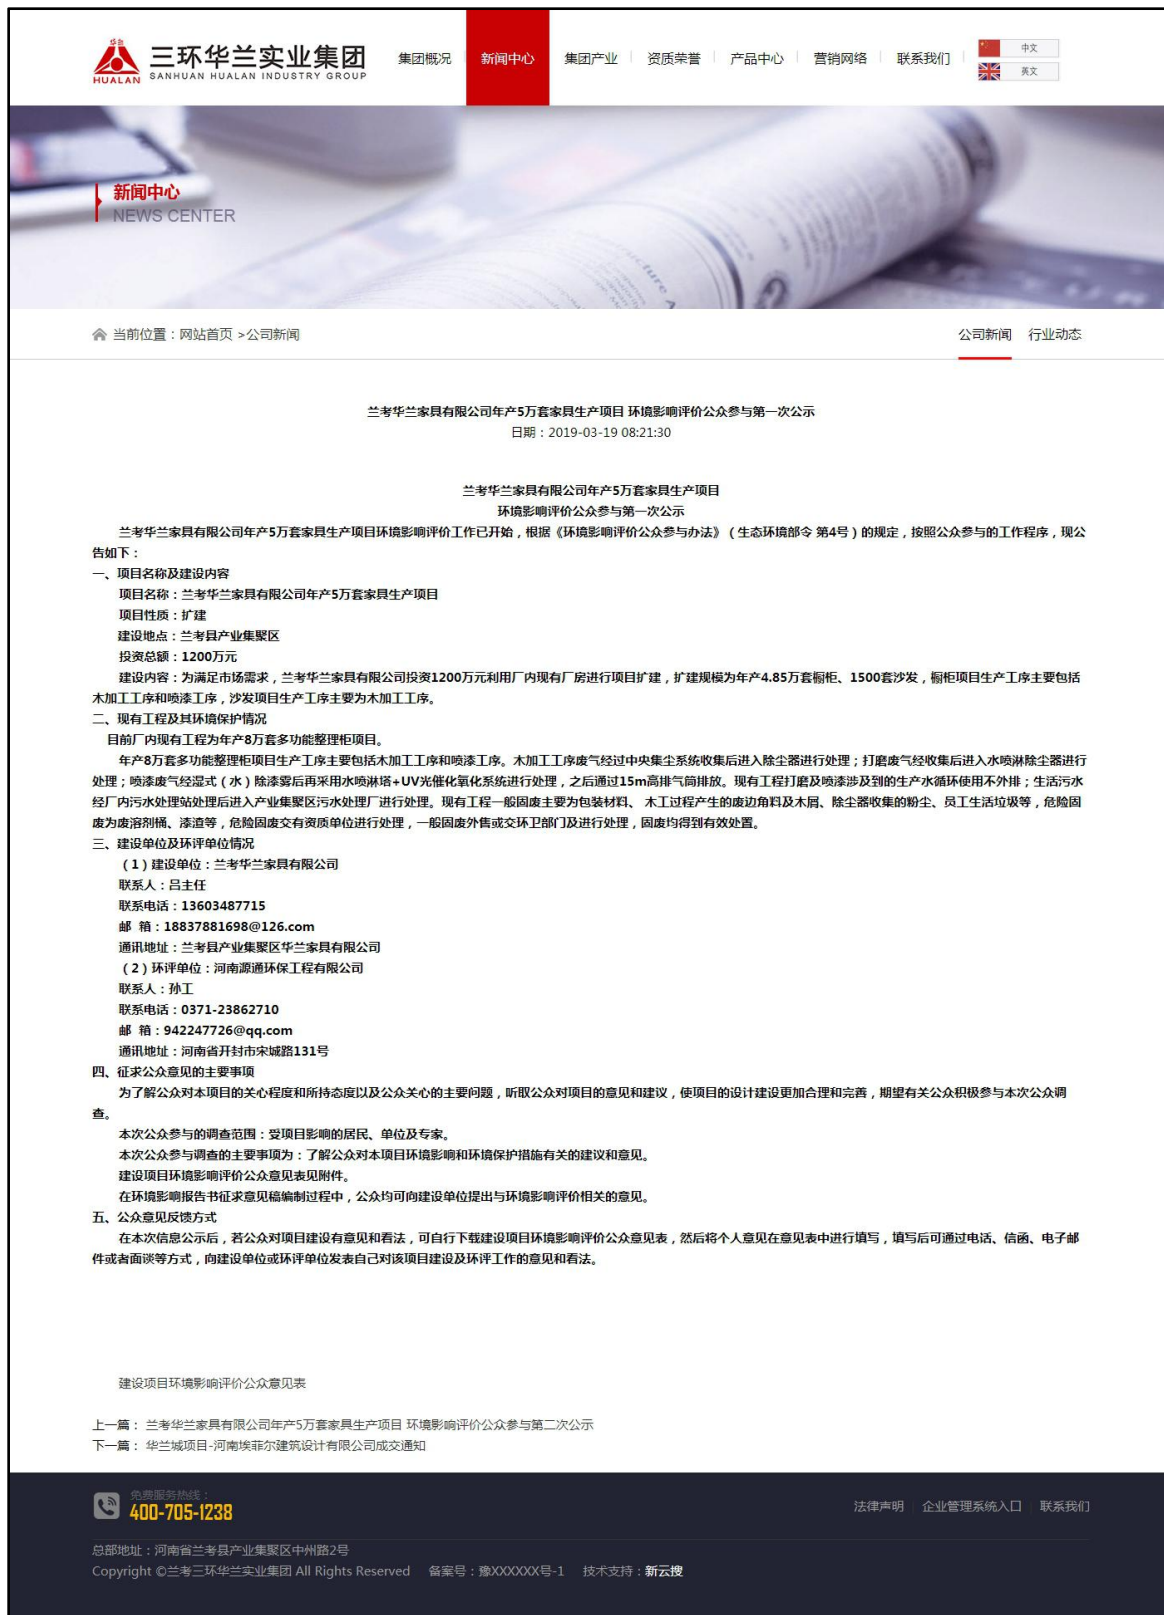 华兰
HUALAN
三环华兰实业集团
SANHUAN HUALAN INDUSTRY GROUP
集团概况
新闻中心
集团产业
资质荣誉
产品中心
营销网络
联系我们
中文
英文
新闻中心
NEWS CENTER
当前位置：网站首页 >公司新闻
公司新闻 行业动态
兰考华兰家具有限公司年产5万套家具生产项目 环境影响评价公众参与第一次公示
日期：2019-03-19 08:21:30
兰考华兰家具有限公司年产5万套家具生产项目
环境影响评价公众参与第一次公示
兰考华兰家具有限公司年产5万套家具生产项目环境影响评价工作已开始，根据《环境影响评价公众参与办法》（生态环境部令 第4号）的规定，按照公众参与的工作程序，现公
告如下：
一、项目名称及建设内容
项目名称：兰考华兰家具有限公司年产5万套家具生产项目
项目性质：扩建
建设地点：兰考县产业集聚区
投资总额：1200万元
建设内容：为满足市场需求，兰考华兰家具有限公司投资1200万元利用厂内现有厂房进行项目扩建，扩建规模为年产4.85万套橱柜、1500套沙发，橱柜项目生产工序主要包括
木加工工序和喷漆工序，沙发项目生产工序主要为木加工工序。
二、现有工程及其环境保护情况
目前厂内现有工程为年产8万套多功能整理柜项目。
年产8万套多功能整理柜项目生产工序主要包括木加工工序和喷漆工序。木加工工序废气经过中央集尘系统收集后进入除尘器进行处理；打磨废气经收集后进入水喷淋除尘器进行
处理；喷漆废气经湿式（水）除漆雾后再采用水喷淋塔+UV光催化氧化系统进行处理，之后通过15m高排气筒排放。现有工程打磨及喷漆涉及到的生产水循环使用不外排；生活污水
经厂内污水处理站处理后进入产业集聚区污水处理厂进行处理。现有工程一般固废主要为包装材料、 木工过程产生的废边角料及木屑、除尘器收集的粉尘、员工生活垃圾等，危险固
废为废溶剂桶、漆渣等，危险固废交有资质单位进行处理，一般固废外售或交环卫部门及进行处理，固废均得到有效处置。
三、建设单位及环评单位情况
（1）建设单位：兰考华兰家具有限公司
联系人：吕主任
联系电话：13603487715
邮 箱：18837881698@126.com
通讯地址：兰考县产业集聚区华兰家具有限公司
（2）环评单位：河南源通环保工程有限公司
联系人：孙工
联系电话：0371-23862710
邮 箱：942247726@qq.com
通讯地址：河南省开封市宋城路131号
四、征求公众意见的主要事项
为了解公众对本项目的关心程度和所持态度以及公众关心的主要问题，听取公众对项目的意见和建议，使项目的设计建设更加合理和完善，期望有关公众积极参与本次公众调
查。
本次公众参与的调查范围：受项目影响的居民、单位及专家。
本次公众参与调查的主要事项为：了解公众对本项目环境影响和环境保护措施有关的建议和意见。
建设项目环境影响评价公众意见表见附件。
在环境影响报告书征求意见稿编制过程中，公众均可向建设单位提出与环境影响评价相关的意见。
五、公众意见反馈方式
在本次信息公示后，若公众对项目建设有意见和看法，可自行下载建设项目环境影响评价公众意见表，然后将个人意见在意见表中进行填写，填写后可通过电话、信函、电子邮
件或者面谈等方式，向建设单位或环评单位发表自己对该项目建设及环评工作的意见和看法。
建设项目环境影响评价公众意见表
上一篇： 兰考华兰家具有限公司年产5万套家具生产项目 环境影响评价公众参与第二次公示
下一篇： 华兰城项目-河南埃菲尔建筑设计有限公司成交通知
免费服务热线：
400-705-1238
法律声明 企业管理系统入口 联系我们
总部地址：河南省兰考县产业集聚区中州路2号
Copyright ©兰考三环华兰实业集团 All Rights Reserved 备案号：豫XXXXXX号-1 技术支持：新云搜